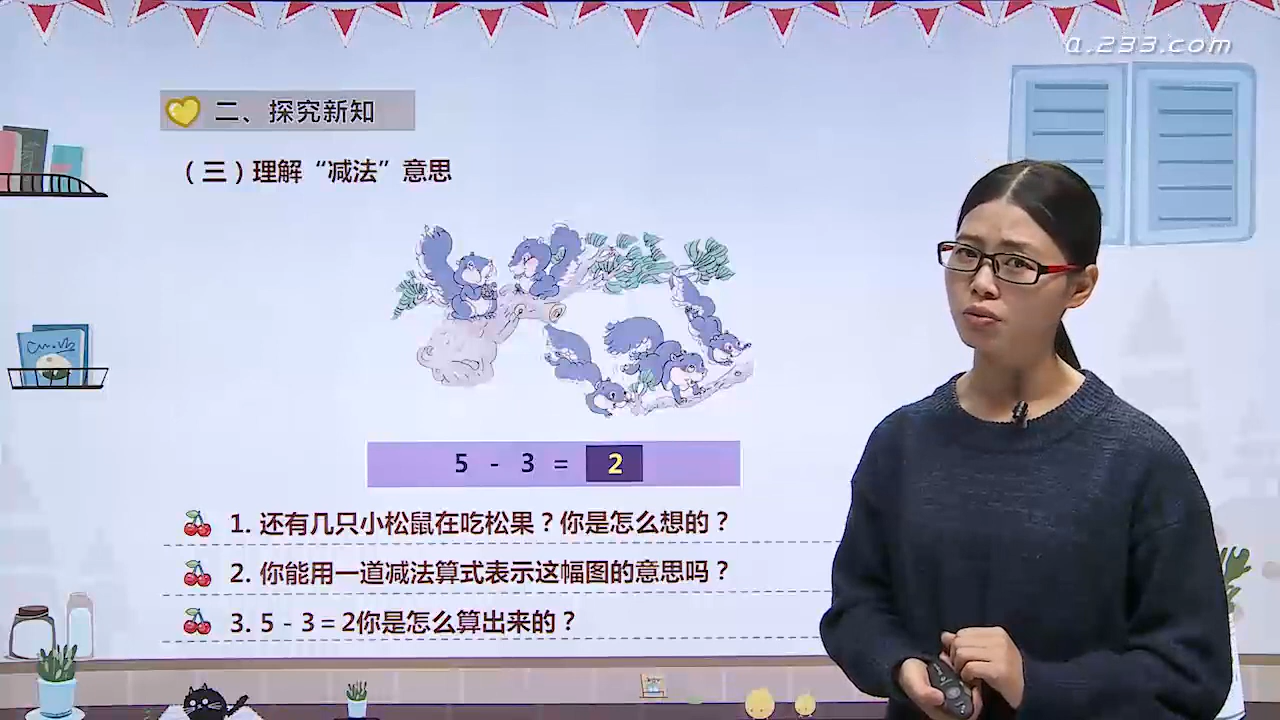 a.233.com
二、探究新知
（三）理解“减法”意思
5 - 3 = 2
1. 还有几只小松鼠在吃松果？你是怎么想的？
2. 你能用一道减法算式表示这幅图的意思吗？
3. 5 - 3 = 2你是怎么算出来的？